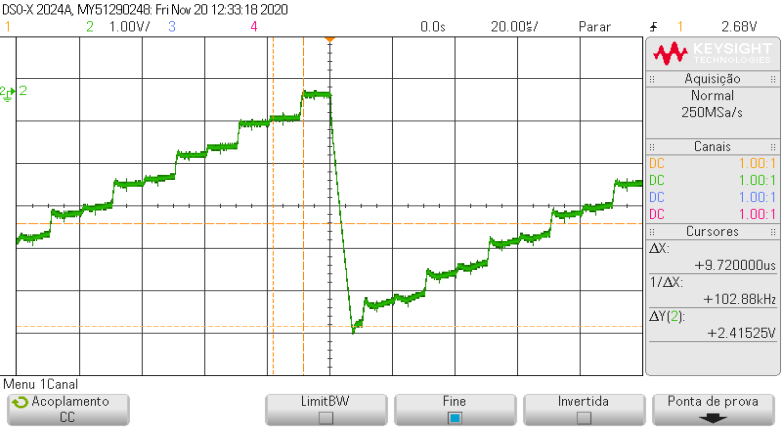 DSO-X 2024A, MY51290248: Fri Nov 20 12:33:18 2020
1 2 1.00V/ 3 4 0.0s 20.00µs/ Parar 1 2.68V
2
KEYSIGHT
TECHNOLOGIES
Aquisição
Normal
250MSa/s
Canais
DC 1.00:1
DC 1.00:1
DC 1.00:1
DC 1.00:1
Cursores
ΔX:
+9.720000us
1/ΔX:
+102.88kHz
ΔY(2):
+2.41525V
Menu 1Canal
Acoplamento LimitBW Fine Invertida Ponta de prova
CC